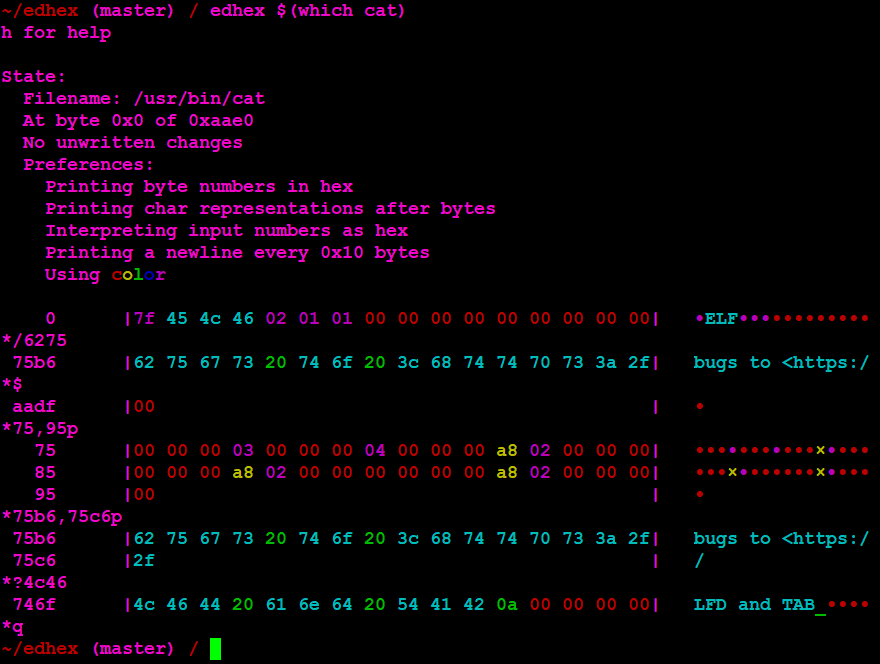 ~/edhex (master) / edhex $(which cat)
h for help
State:
Filename: /usr/bin/cat
At byte 0x0 of 0xaae0
No unwritten changes
Preferences:
Printing byte numbers in hex
Printing char representations after bytes
Interpreting input numbers as hex
Printing a newline every 0x10 bytes
Using color
0 |7f 45 4c 46 02 01 01 00 00 00 00 00 00 00 00 00| •ELF••••••••••••
*/6275
75b6 |62 75 67 73 20 74 6f 20 3c 68 74 74 70 73 3a 2f| bugs to <https:/
*$
aadf |00 | •
*75,95p
75 |00 00 00 03 00 00 00 04 00 00 00 a8 02 00 00 00| •••••••••••×••••
85 |00 00 00 a8 02 00 00 00 00 00 00 a8 02 00 00 00| •••×•••••••×••••
95 |00 | •
*75b6,75c6p
75b6 |62 75 67 73 20 74 6f 20 3c 68 74 74 70 73 3a 2f| bugs to <https:/
75c6 |2f | /
*?4c46
746f |4c 46 44 20 61 6e 64 20 54 41 42 0a 00 00 00 00| LFD and TAB_••••
*q
~/edhex (master) /